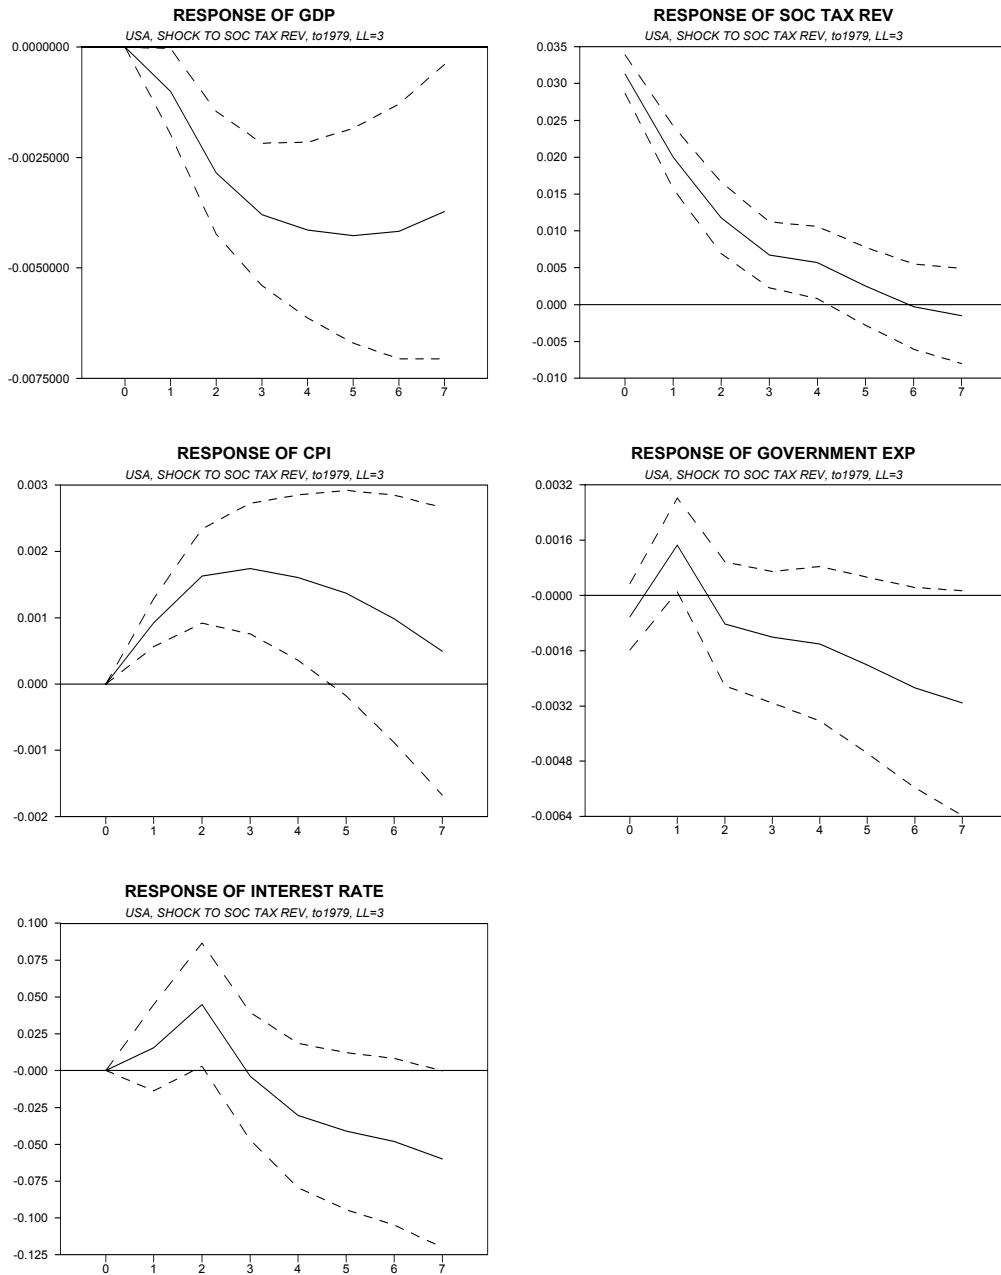 RESPONSE OF GDP
USA, SHOCK TO SOC TAX REV, to1979, LL=3
0.0000000
-0.0025000
-0.0050000
-0.0075000
0 1 2 3 4 5 6 7
RESPONSE OF SOC TAX REV
USA, SHOCK TO SOC TAX REV, to1979, LL=3
0.035
0.030
0.025
0.020
0.015
0.010
0.005
0.000
-0.005
-0.010
0 1 2 3 4 5 6 7
RESPONSE OF CPI
USA, SHOCK TO SOC TAX REV, to1979, LL=3
0.003
0.002
0.001
0.000
-0.001
-0.002
0 1 2 3 4 5 6 7
RESPONSE OF GOVERNMENT EXP
USA, SHOCK TO SOC TAX REV, to1979, LL=3
0.0032
0.0016
-0.0000
-0.0016
-0.0032
-0.0048
-0.0064
0 1 2 3 4 5 6 7
RESPONSE OF INTEREST RATE
USA, SHOCK TO SOC TAX REV, to1979, LL=3
0.100
0.075
0.050
0.025
-0.000
-0.025
-0.050
-0.075
-0.100
-0.125
0 1 2 3 4 5 6 7